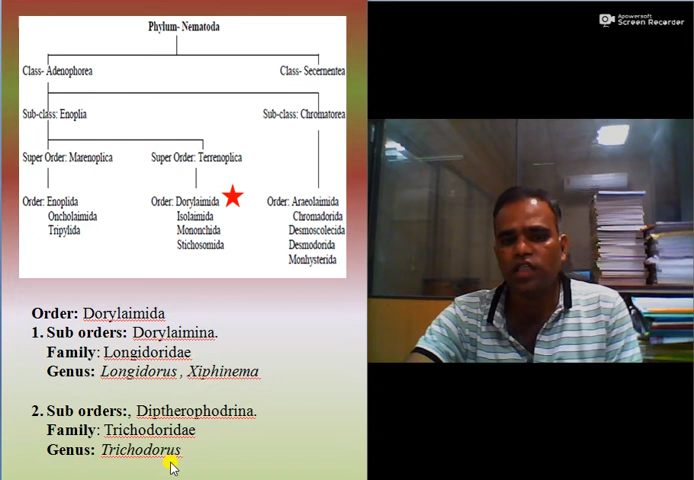 Phylum- Nematoda
Class- Adenophorea
Class- Secernentea
Sub-class: Enoplia
Sub-class: Chromatorea
Super Order: Marenoplica
Super Order: Terrenoplica
Order: Enoplida
Oncholaimida
Tripylida
Order: Dorylaimida
Isolaimida
Mononchida
Stichosomida
Order: Araeolaimida
Chromadorida
Desmoscolecida
Desmodorida
Monhysterida
Order: Dorylaimida
1. Sub orders: Dorylaimina.
Family: Longidoridae
Genus: Longidorus , Xiphinema
2. Sub orders:, Diptherophodrina.
Family: Trichodoridae
Genus: Trichodorus
Apowersoft
Screen Recorder